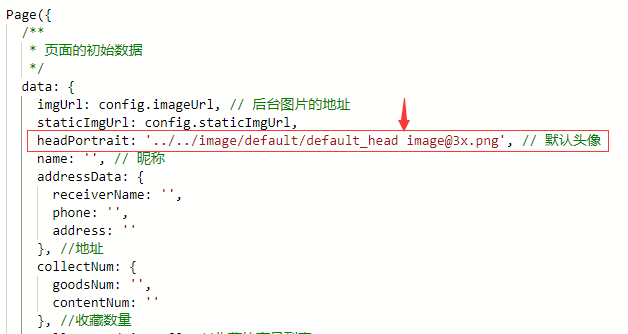 Page({
/**
* 页面的初始数据
*/
data: {
imgUrl: config.imageUrl, // 后台图片的地址
staticImgUrl: config.staticImgUrl,
headPortrait: '../../image/default/default_head image@3x.png', // 默认头像
name: '', // 昵称
addressData: {
receiverName: '',
phone: '',
address: ''
}, //地址
collectNum: {
goodsNum: '',
contentNum: ''
}, //收藏数量